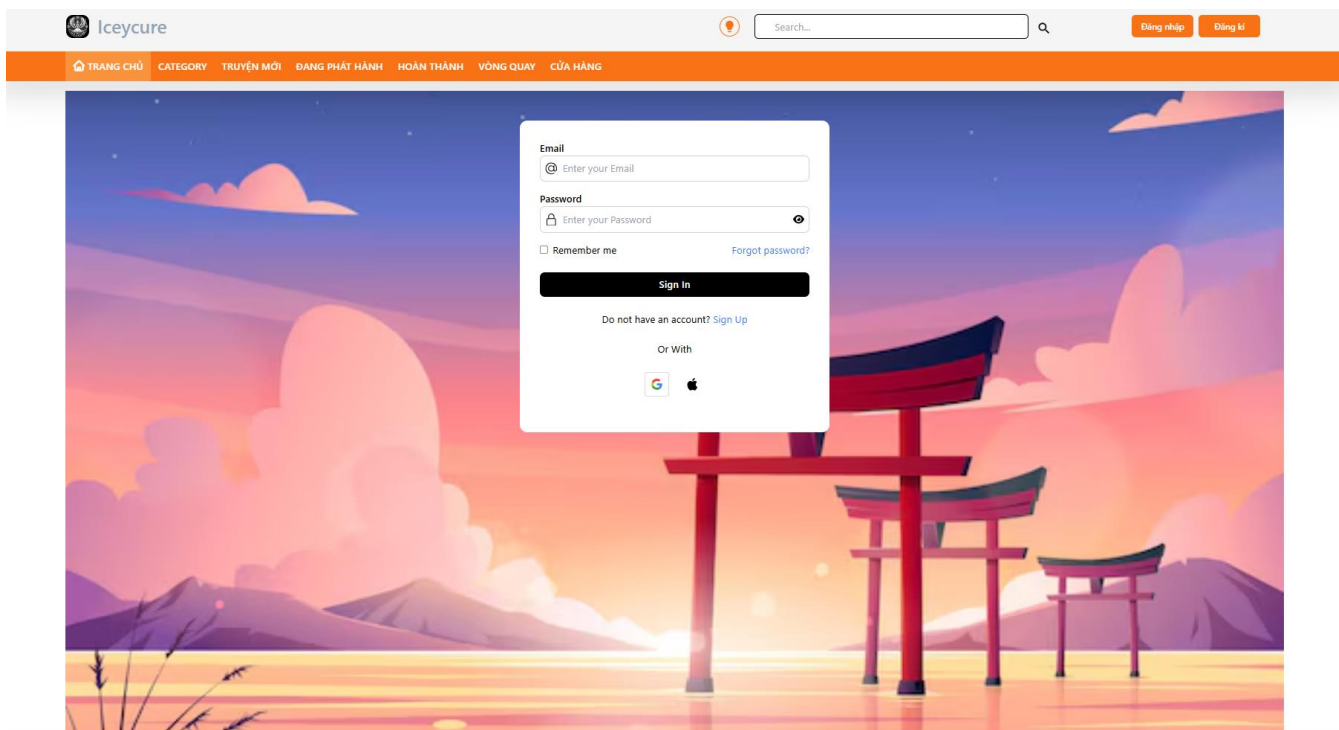 Iceycure
Search...
Đăng nhập
Đăng kí
TRANG CHỦ CATEGORY TRUYỆN MỚI ĐANG PHÁT HÀNH HOÀN THÀNH VÒNG QUAY CỬA HÀNG
Email
Enter your Email
Password
Enter your Password
Remember me Forgot password?
Sign In
Do not have an account? Sign Up
Or With